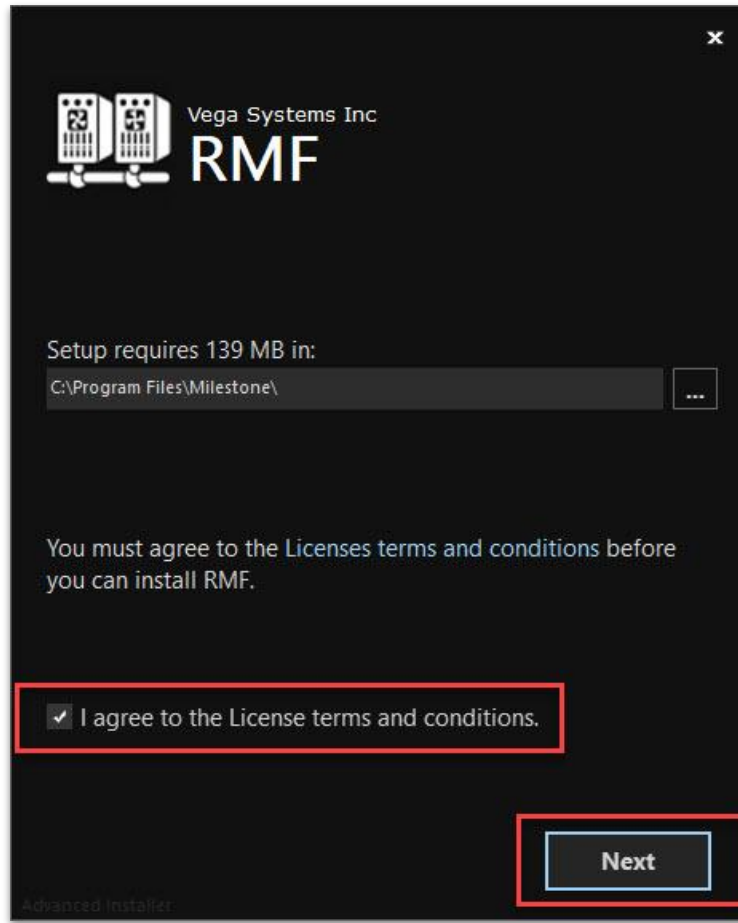 Vega Systems Inc
RMF
Setup requires 139 MB in:
C:\Program Files\Milestone\
...
You must agree to the Licenses terms and conditions before
you can install RMF.
I agree to the License terms and conditions.
Next
Advanced Installer